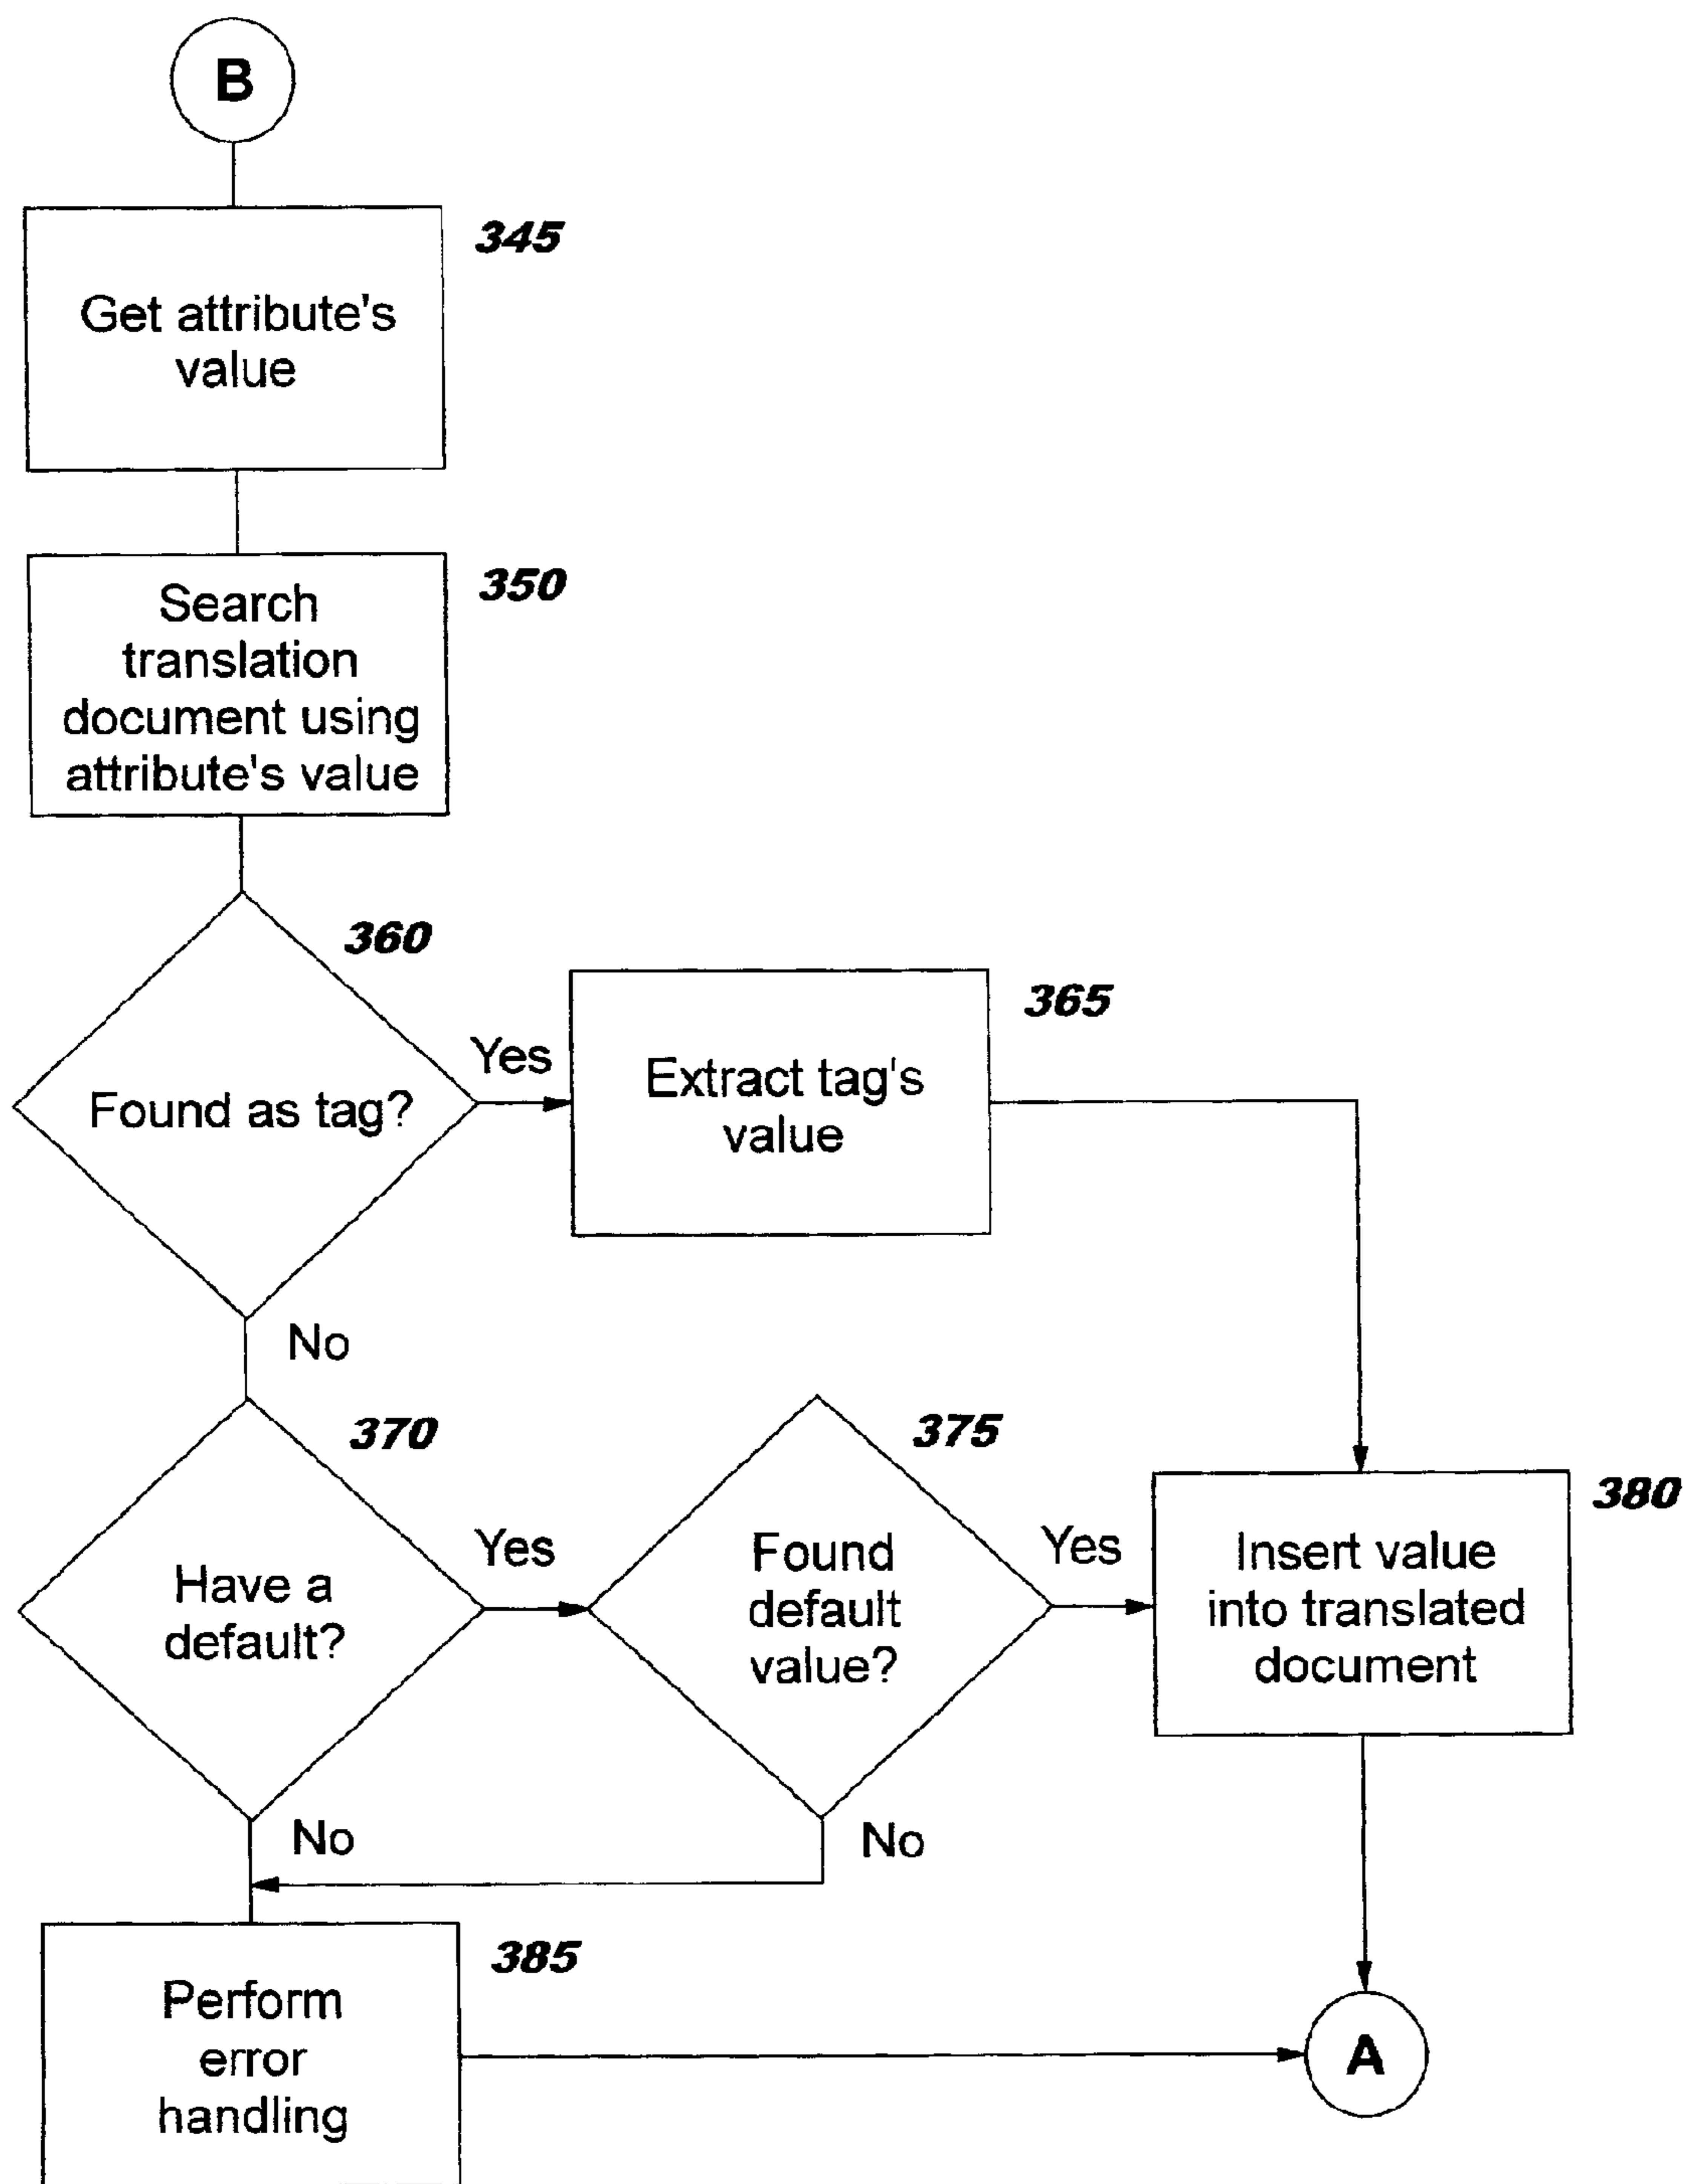 B
345
Get attribute's
value
350
Search
translation
document using
attribute's value
360
Found as tag?
Yes
365
Extract tag's
value
No
370
Have a
default?
Yes
375
Found
default
value?
Yes
380
Insert value
into translated
document
No
No
385
Perform
error
handling
A